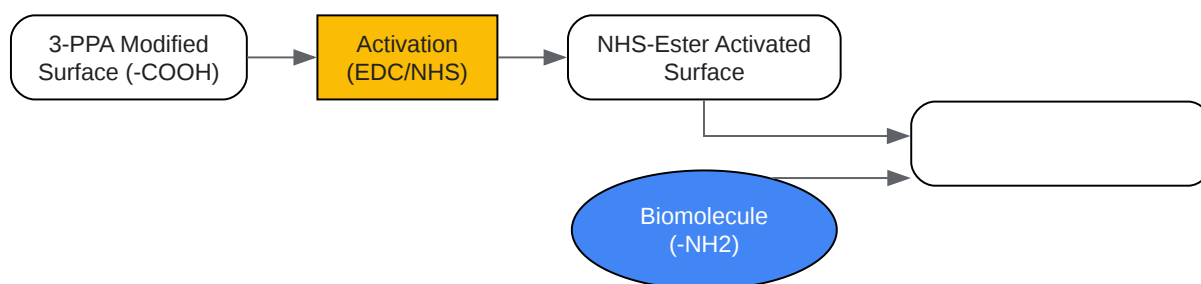 3-PPA Modified
Surface (-COOH)
Activation
(EDC/NHS)
NHS-Ester Activated
Surface
Biomolecule
(-NH2)